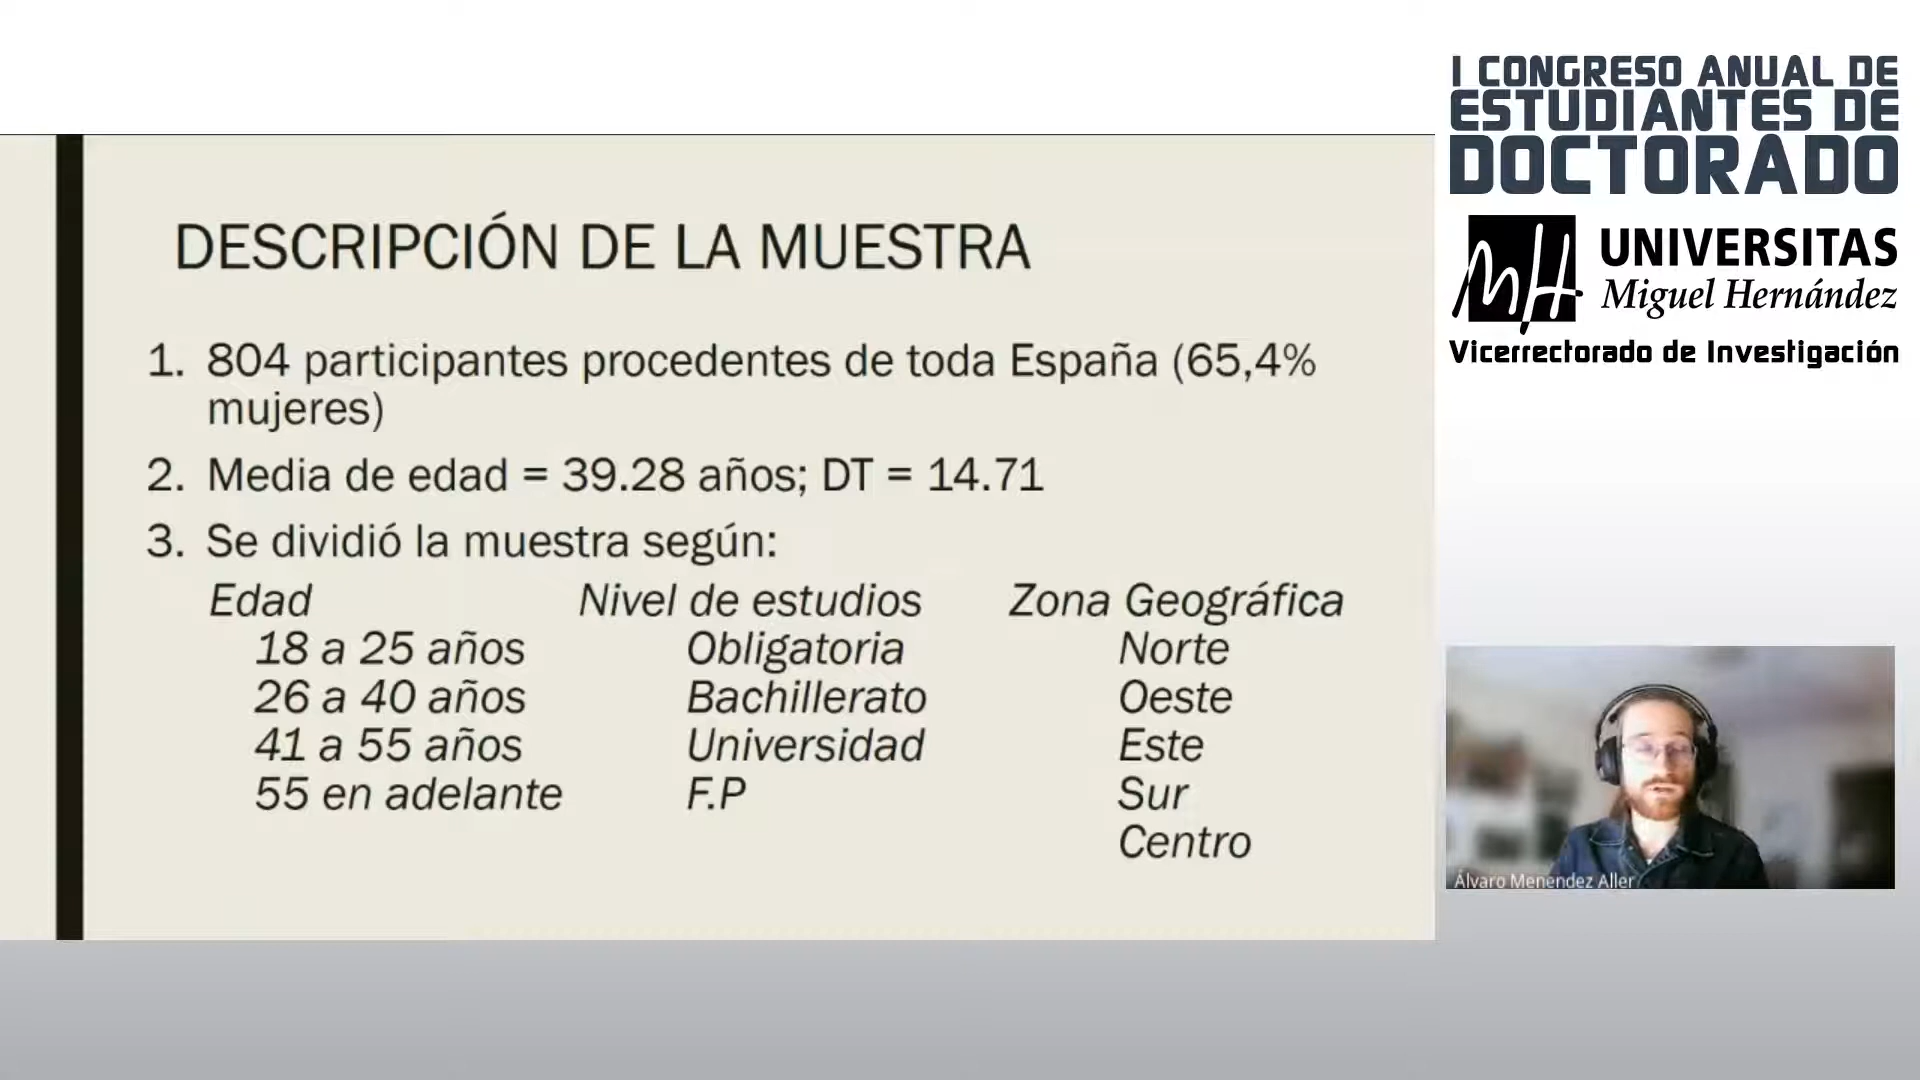 I CONGRESO ANUAL DE
ESTUDIANTES DE
DOCTORADO
UNIVERSITAS
Miguel Hernández
Vicerrectorado de Investigación
DESCRIPCIÓN DE LA MUESTRA
1. 804 participantes procedentes de toda España (65,4%
mujeres)
2. Media de edad = 39.28 años; DT = 14.71
3. Se dividió la muestra según:
Edad Nivel de estudios Zona Geográfica
18 a 25 años Obligatoria Norte
26 a 40 años Bachillerato Oeste
41 a 55 años Universidad Este
55 en adelante F.P Sur
Centro
Álvaro Menéndez Aller